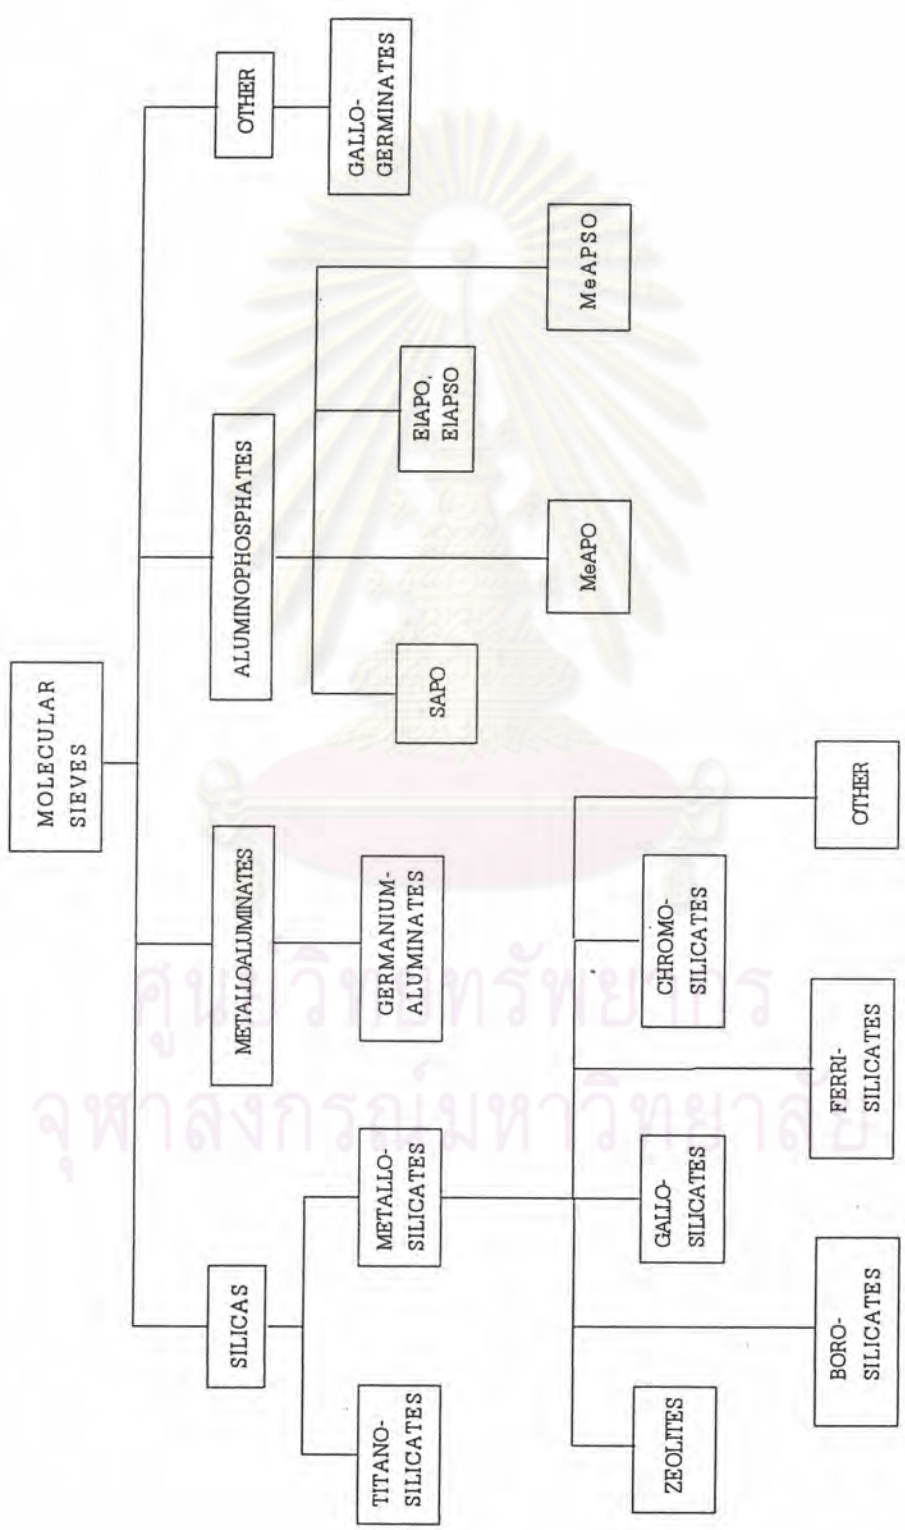 MOLECULAR
SIEVES
SILICAS
METALLOALUMINATES
ALUMINOPHOSPHATES
OTHER
TITANO-
SILICATES
METALLO-
SILICATES
GERMANIUM-
ALUMINATES
SAPO
MeAPO
ElAPO,
ElAPSO
MeAPSO
GALLO-
GERMINATES
ZEOLITES
BORO-
SILICATES
GALLO-
SILICATES
FERRI-
SILICATES
CHROMO-
SILICATES
OTHER
ศูนย์วิทยทรัพยากร
จุฬาลงกรณ์มหาวิทยาลัย